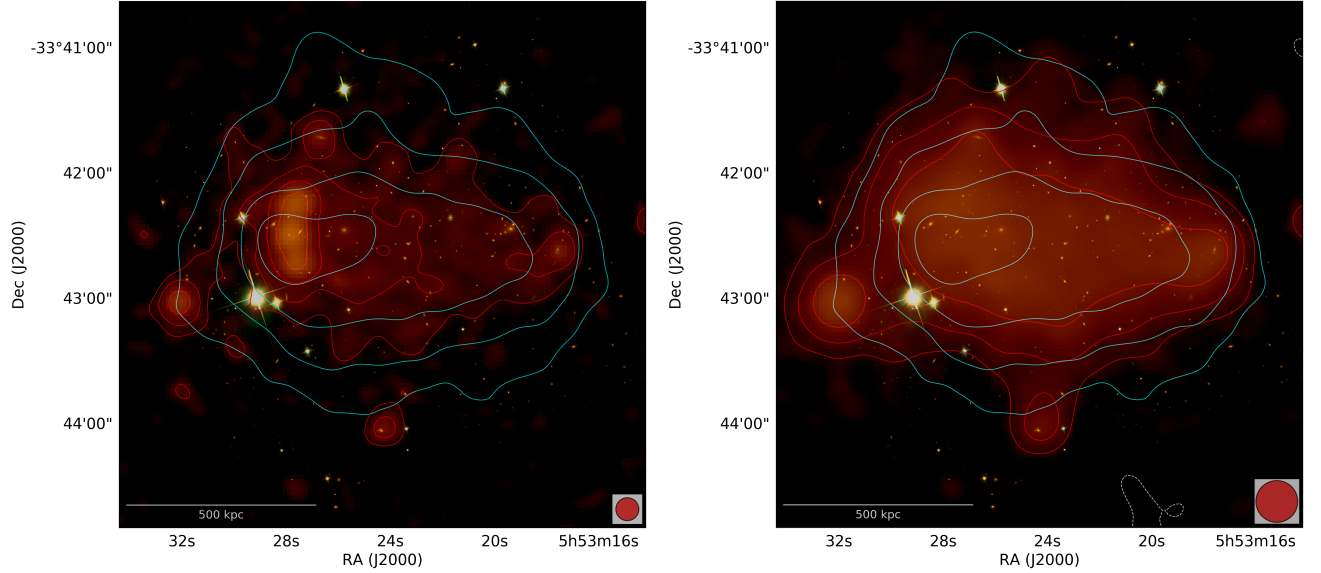 -33°41'00"
42'00"
43'00"
44'00"
Dec (J2000)
500 kpc
32s
28s
24s
20s
5h53m16s
RA (J2000)
-33°41'00"
42'00"
43'00"
44'00"
Dec (J2000)
500 kpc
32s
28s
24s
20s
5h53m16s
RA (J2000)